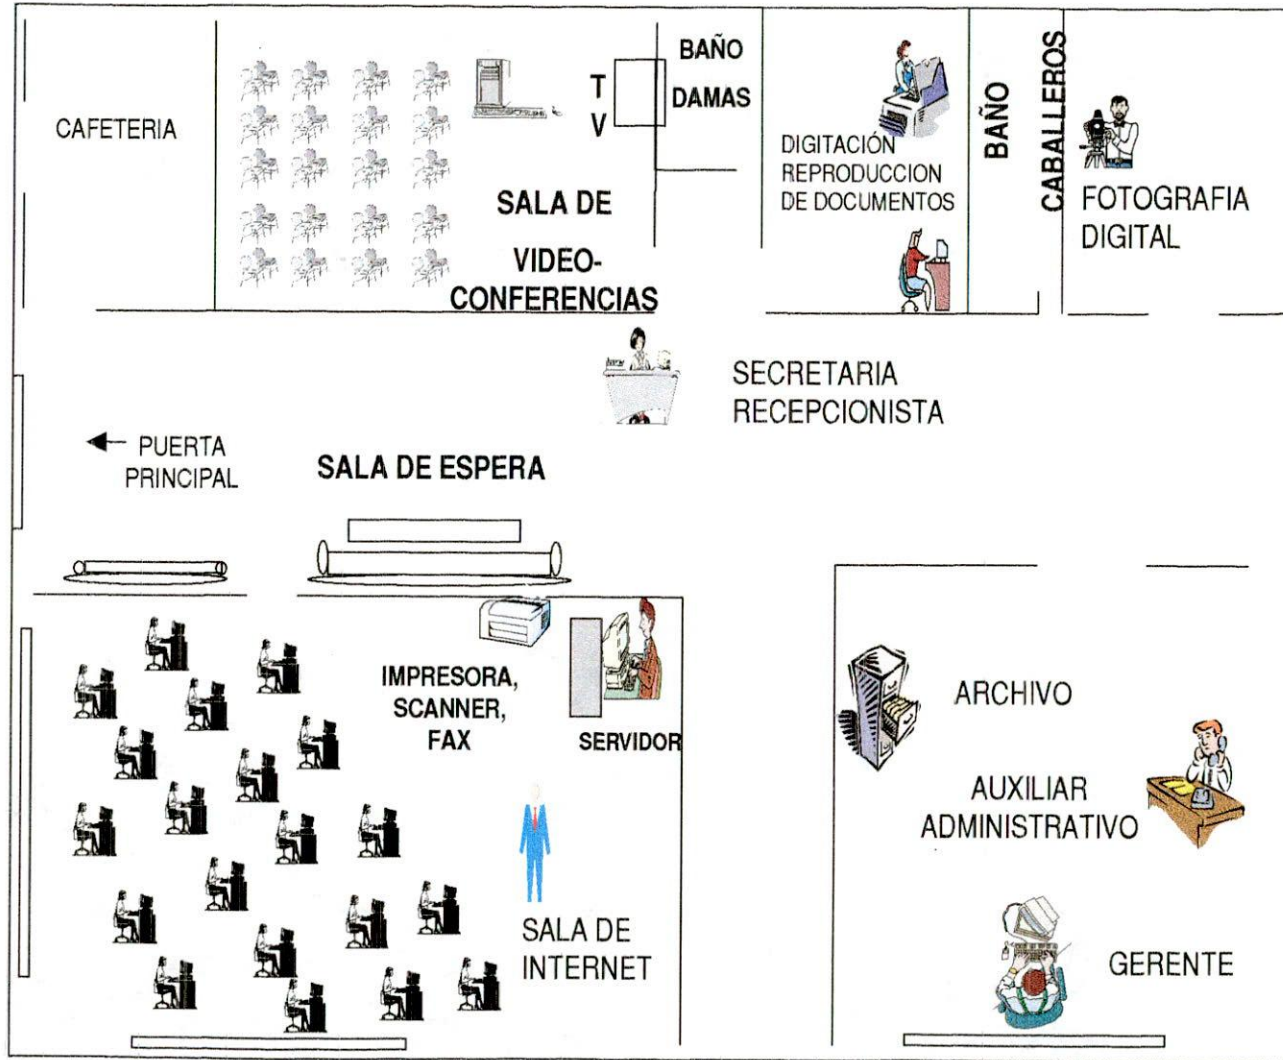 CAFETERIA
T
V
SALA DE
VIDEO-
CONFERENCIAS
BAÑO
DAMAS
DIGITACIÓN
REPRODUCCION
DE DOCUMENTOS
BAÑO
CABALLEROS
FOTOGRAFIA
DIGITAL
SECRETARIA
RECEPCIONISTA
PUERTA
PRINCIPAL
SALA DE ESPERA
IMPRESORA,
SCANNER,
FAX
SERVIDOR
SALA DE
INTERNET
ARCHIVO
AUXILIAR
ADMINISTRATIVO
GERENTE